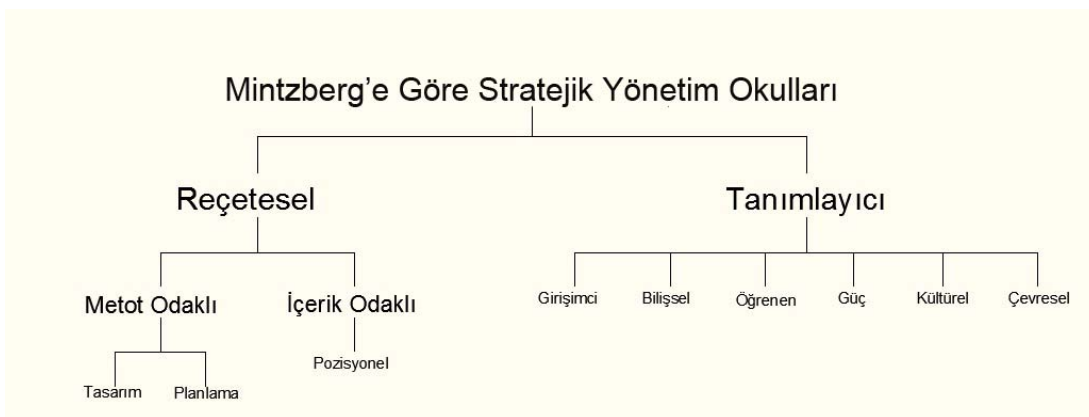 Mintzberg’e Göre Stratejik Yönetim Okulları
Reçetesel
Tanımlayıcı
Metot Odaklı
İçerik Odaklı
Girişimci
Bilişsel
Öğrenen
Güç
Kültürel
Çevresel
Pozisyonel
Tasarım
Planlama